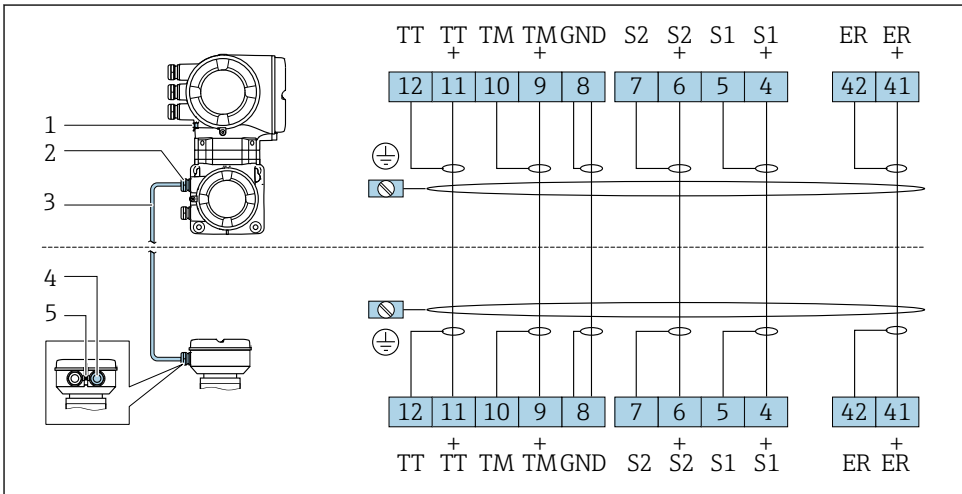 TT TT TM TM GND S2 S2 S1 S1 ER ER
+ + + + +
12 11 10 9 8 7 6 5 4 42 41
1
2
3
4
5
12 11 10 9 8 7 6 5 4 42 41
+ + + + +
TT TT TM TM GND S2 S2 S1 S1 ER ER